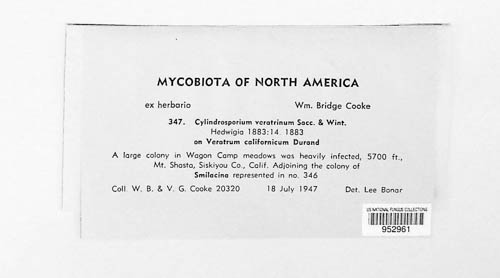 MYCOBIOTA OF NORTH AMERICA
ex herbario Wm. Bridge Cooke
347. Cylindrosporium veratrinum Sacc. & Wint.
Hedwigia 1883:14. 1883
on Veratrum californicum Durand
A large colony in Wagon Camp meadows was heavily infected, 5700 ft.,
Mt. Shasta, Siskiyou Co., Calif. Adjoining the colony of
Smilacina represented in no. 346
Coll. W. B. & V. G. Cooke 20320 18 July 1947 Det. Lee Bonar
US NATIONAL FUNGUS COLLECTIONS
952961